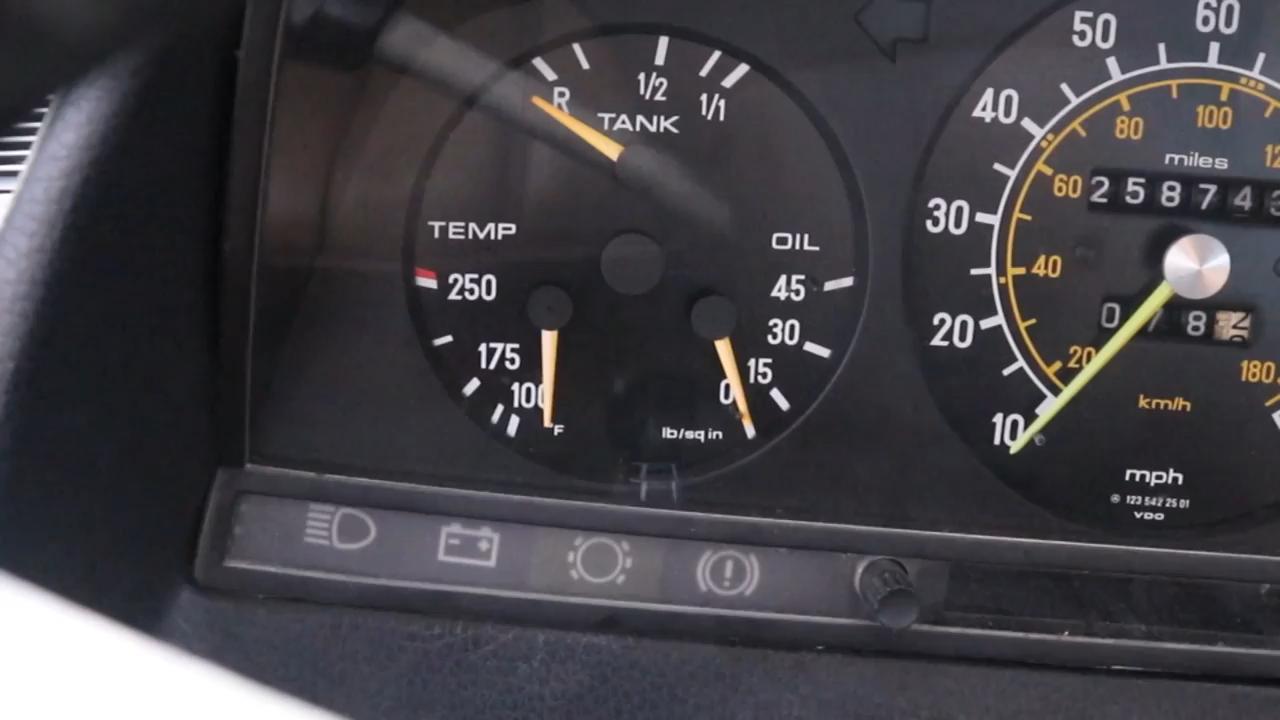 R 1/2 1/1
TANK
TEMP
250
175
100
°F
OIL
45
30
15
0
lb/sq in
60
50
40
30
20
10
miles
100
80
60
40
20
180
2 5 8 7 4
0 7 8
km/h
mph
123 542 25 01
VDO